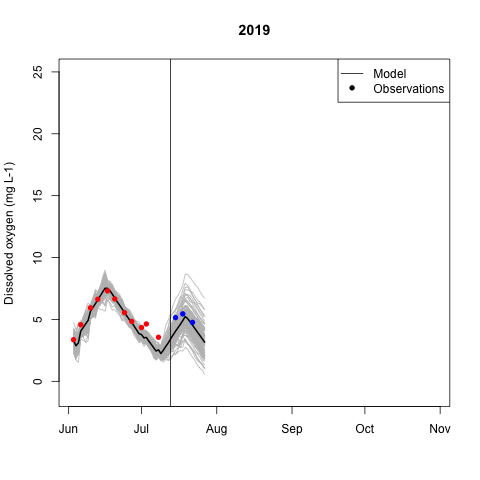 2019
Model
Observations
Dissolved oxygen (mg L-1)
25
20
15
10
5
0
Jun Jul Aug Sep Oct Nov